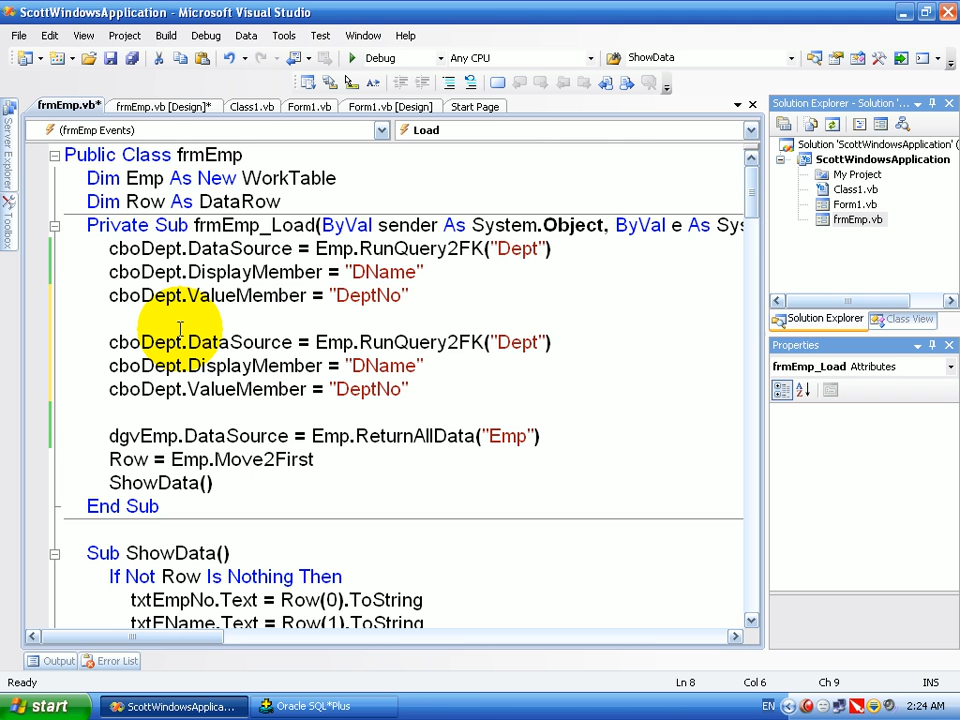 ScottWindowsApplication - Microsoft Visual Studio
File Edit View Project Build Debug Data Tools Test Window Help
Debug Any CPU ShowData
frmEmp.vb* frmEmp.vb [Design]* Class1.vb Form1.vb Form1.vb [Design] Start Page
(frmEmp Events) Load
Public Class frmEmp
Dim Emp As New WorkTable
Dim Row As DataRow
Private Sub frmEmp_Load(ByVal sender As System.Object, ByVal e As Sys
cboDept.DataSource = Emp.RunQuery2FK("Dept")
cboDept.DisplayMember = "DName"
cboDept.ValueMember = "DeptNo"
cboDept.DataSource = Emp.RunQuery2FK("Dept")
cboDept.DisplayMember = "DName"
cboDept.ValueMember = "DeptNo"
dgvEmp.DataSource = Emp.ReturnAllData("Emp")
Row = Emp.Move2First
ShowData()
End Sub
Sub ShowData()
If Not Row Is Nothing Then
txtEmpNo.Text = Row(0).ToString
txtEName.Text = Row(1).ToString
Server Explorer
Toolbox
Solution Explorer - Solution '...
Solution 'ScottWindowsApplication' (
ScottWindowsApplication
My Project
Class1.vb
Form1.vb
frmEmp.vb
Solution Explorer Class View
Properties
frmEmp_Load Attributes
Output Error List
Ready Ln 8 Col 6 Ch 9 INS
start ScottWindowsApplica... Oracle SQL*Plus EN 2:24 AM